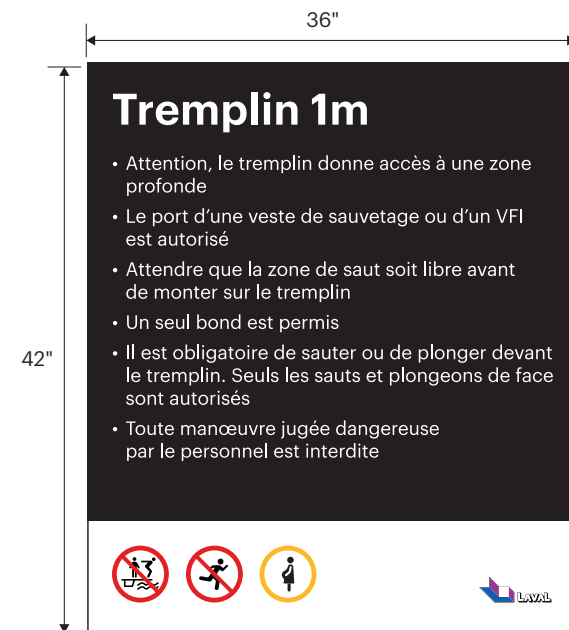 36"
Tremplin 1m
• Attention, le tremplin donne accès à une zone
profonde
• Le port d'une veste de sauvetage ou d'un VFI
est autorisé
• Attendre que la zone de saut soit libre avant
de monter sur le tremplin
• Un seul bond est permis
42"
• Il est obligatoire de sauter ou de plonger devant
le tremplin. Seuls les sauts et plongeons de face
sont autorisés
• Toute manœuvre jugée dangereuse
par le personnel est interdite
LAVAL